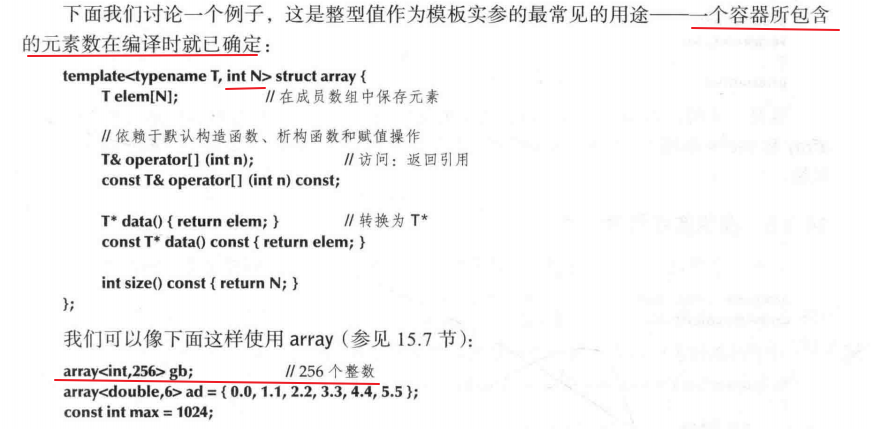 下面我们讨论一个例子，这是整型值作为模板实参的最常见的用途——一个容器所包含
的元素数在编译时就已确定：
template<typename T, int N> struct array {
T elem[N]; // 在成员数组中保存元素
// 依赖于默认构造函数、析构函数和赋值操作
T& operator[] (int n); // 访问：返回引用
const T& operator[] (int n) const;
T* data() { return elem; } // 转换为 T*
const T* data() const { return elem; }
int size() const { return N; }
};
我们可以像下面这样使用 array（参见 15.7 节）：
array<int,256> gb; // 256 个整数
array<double,6> ad = { 0.0, 1.1, 2.2, 3.3, 4.4, 5.5 };
const int max = 1024;